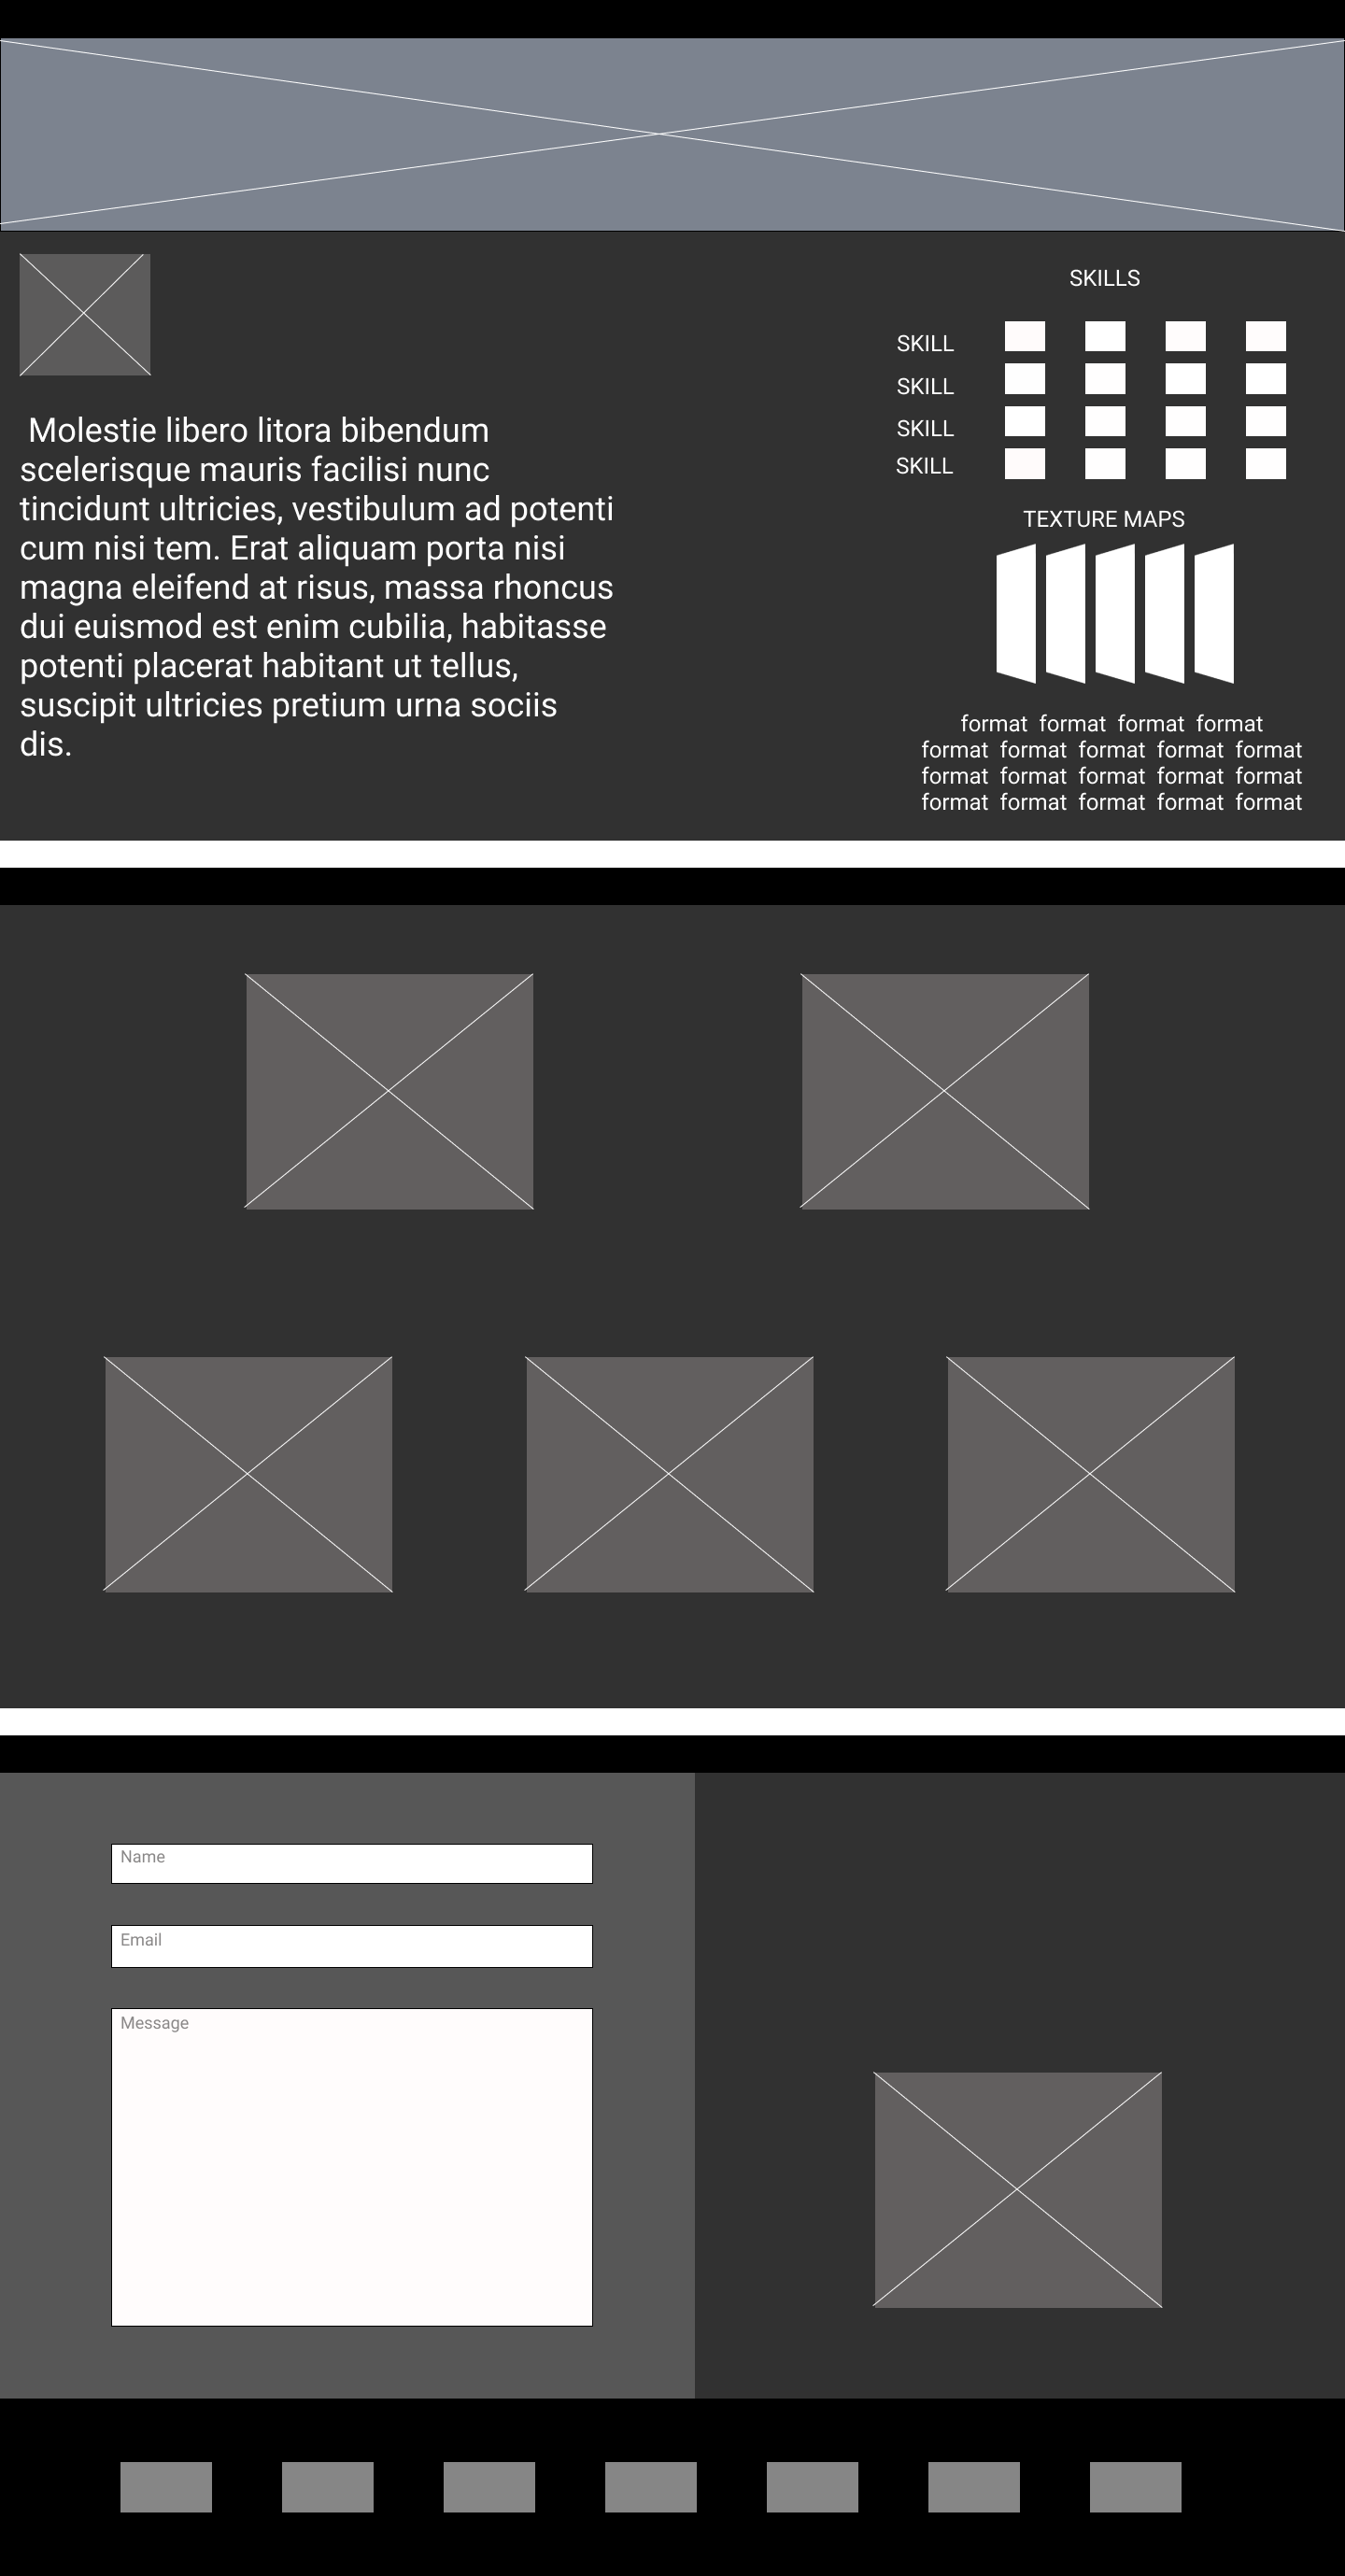 Molestie libero litora bibendum
scelerisque mauris facilisi nunc
tincidunt ultricies, vestibulum ad potenti
cum nisi tem. Erat aliquam porta nisi
magna eleifend at risus, massa rhoncus
dui euismod est enim cubilia, habitasse
potenti placerat habitant ut tellus,
suscipit ultricies pretium urna sociis
dis.
SKILLS
SKILL
SKILL
SKILL
SKILL
TEXTURE MAPS
format format format format
format format format format format
format format format format format
format format format format format
Name
Email
Message